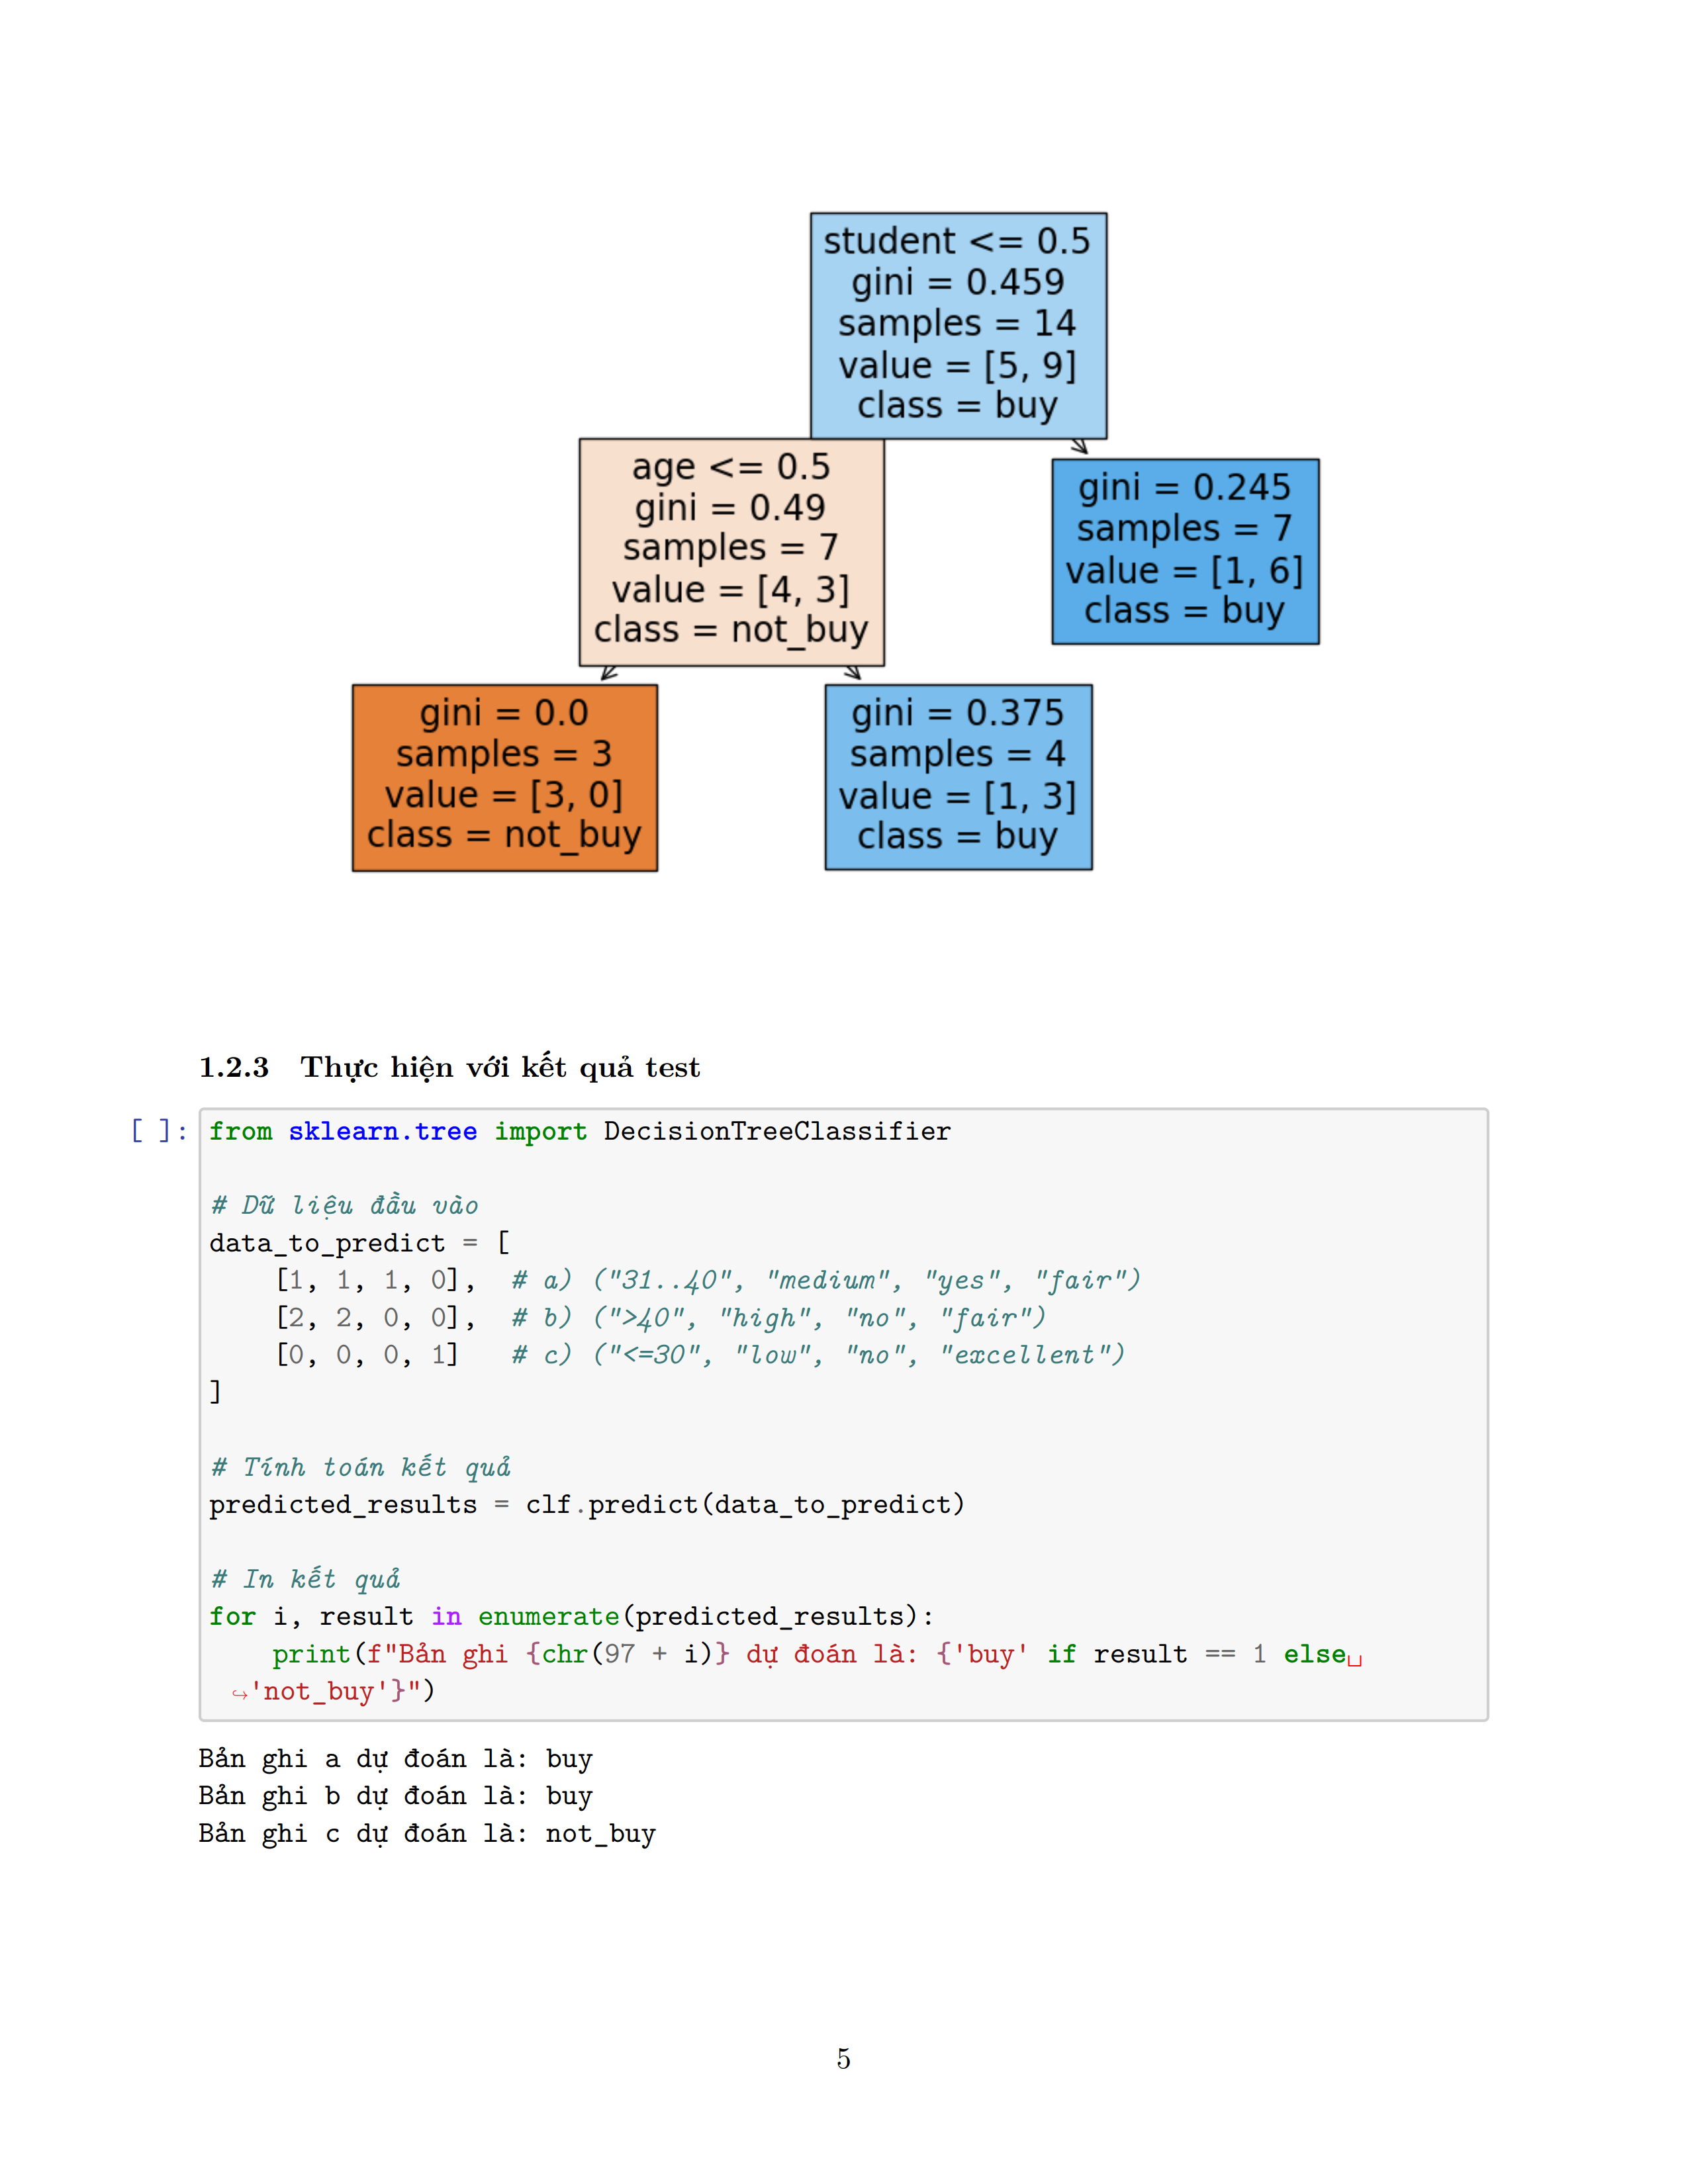 student <= 0.5
gini = 0.459
samples = 14
value = [5, 9]
class = buy
age <= 0.5
gini = 0.49
samples = 7
value = [4, 3]
class = not_buy
gini = 0.245
samples = 7
value = [1, 6]
class = buy
gini = 0.0
samples = 3
value = [3, 0]
class = not_buy
gini = 0.375
samples = 4
value = [1, 3]
class = buy
1.2.3 Thực hiện với kết quả test
[ ]: from sklearn.tree import DecisionTreeClassifier
# Dữ liệu đầu vào
data_to_predict = [
    [1, 1, 1, 0],  # a) ("31..40", "medium", "yes", "fair")
    [2, 2, 0, 0],  # b) (">40", "high", "no", "fair")
    [0, 0, 0, 1]   # c) ("<=30", "low", "no", "excellent")
]
# Tính toán kết quả
predicted_results = clf.predict(data_to_predict)
# In kết quả
for i, result in enumerate(predicted_results):
    print(f"Bản ghi {chr(97 + i)} dự đoán là: {'buy' if result == 1 else␣
↪'not_buy'}")
Bản ghi a dự đoán là: buy
Bản ghi b dự đoán là: buy
Bản ghi c dự đoán là: not_buy
5